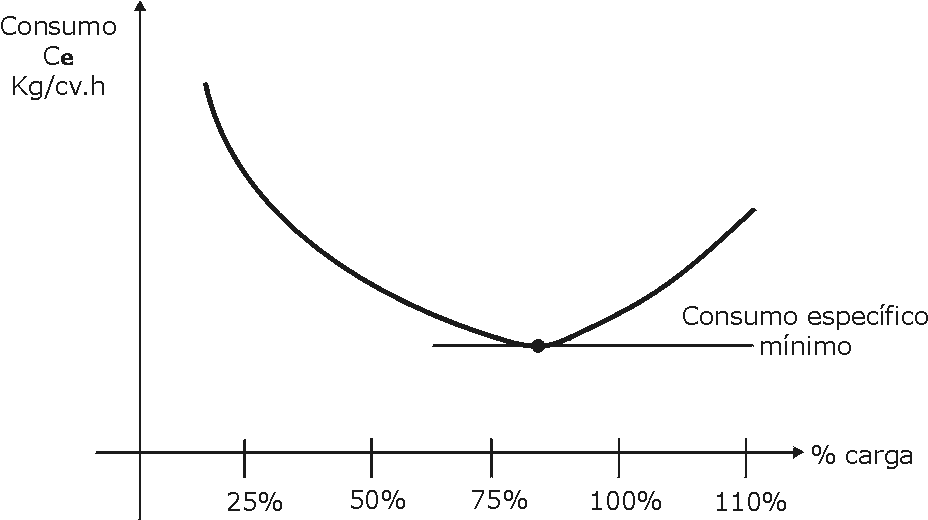 Consumo
Ce
Kg/cv.h
Consumo específico
mínimo
% carga
25%
50%
75%
100%
110%